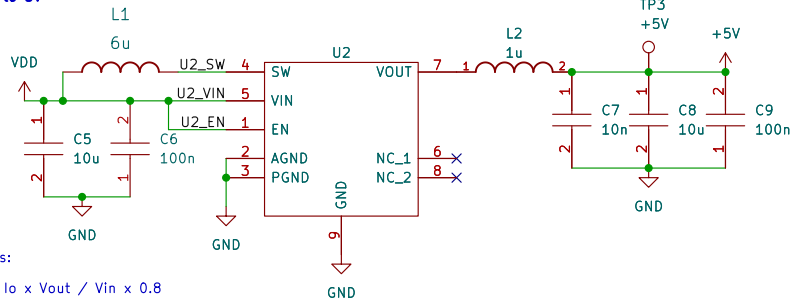 TP3
+5V
L1
6u
L2
1u
+5V
VDD
U2
U2_SW 4 SW
VOUT 7
1 2
U2_VIN 5 VIN
U2_EN 1 EN
2 AGND
3 PGND
NC_1 6
NC_2 8
GND
9
1
C5
10u
2
2
C6
100n
1
1
C7
10n
2
1
C8
10u
2
2
C9
100n
1
GND
GND
GND
GND
s:
Io x Vout / Vin x 0.8